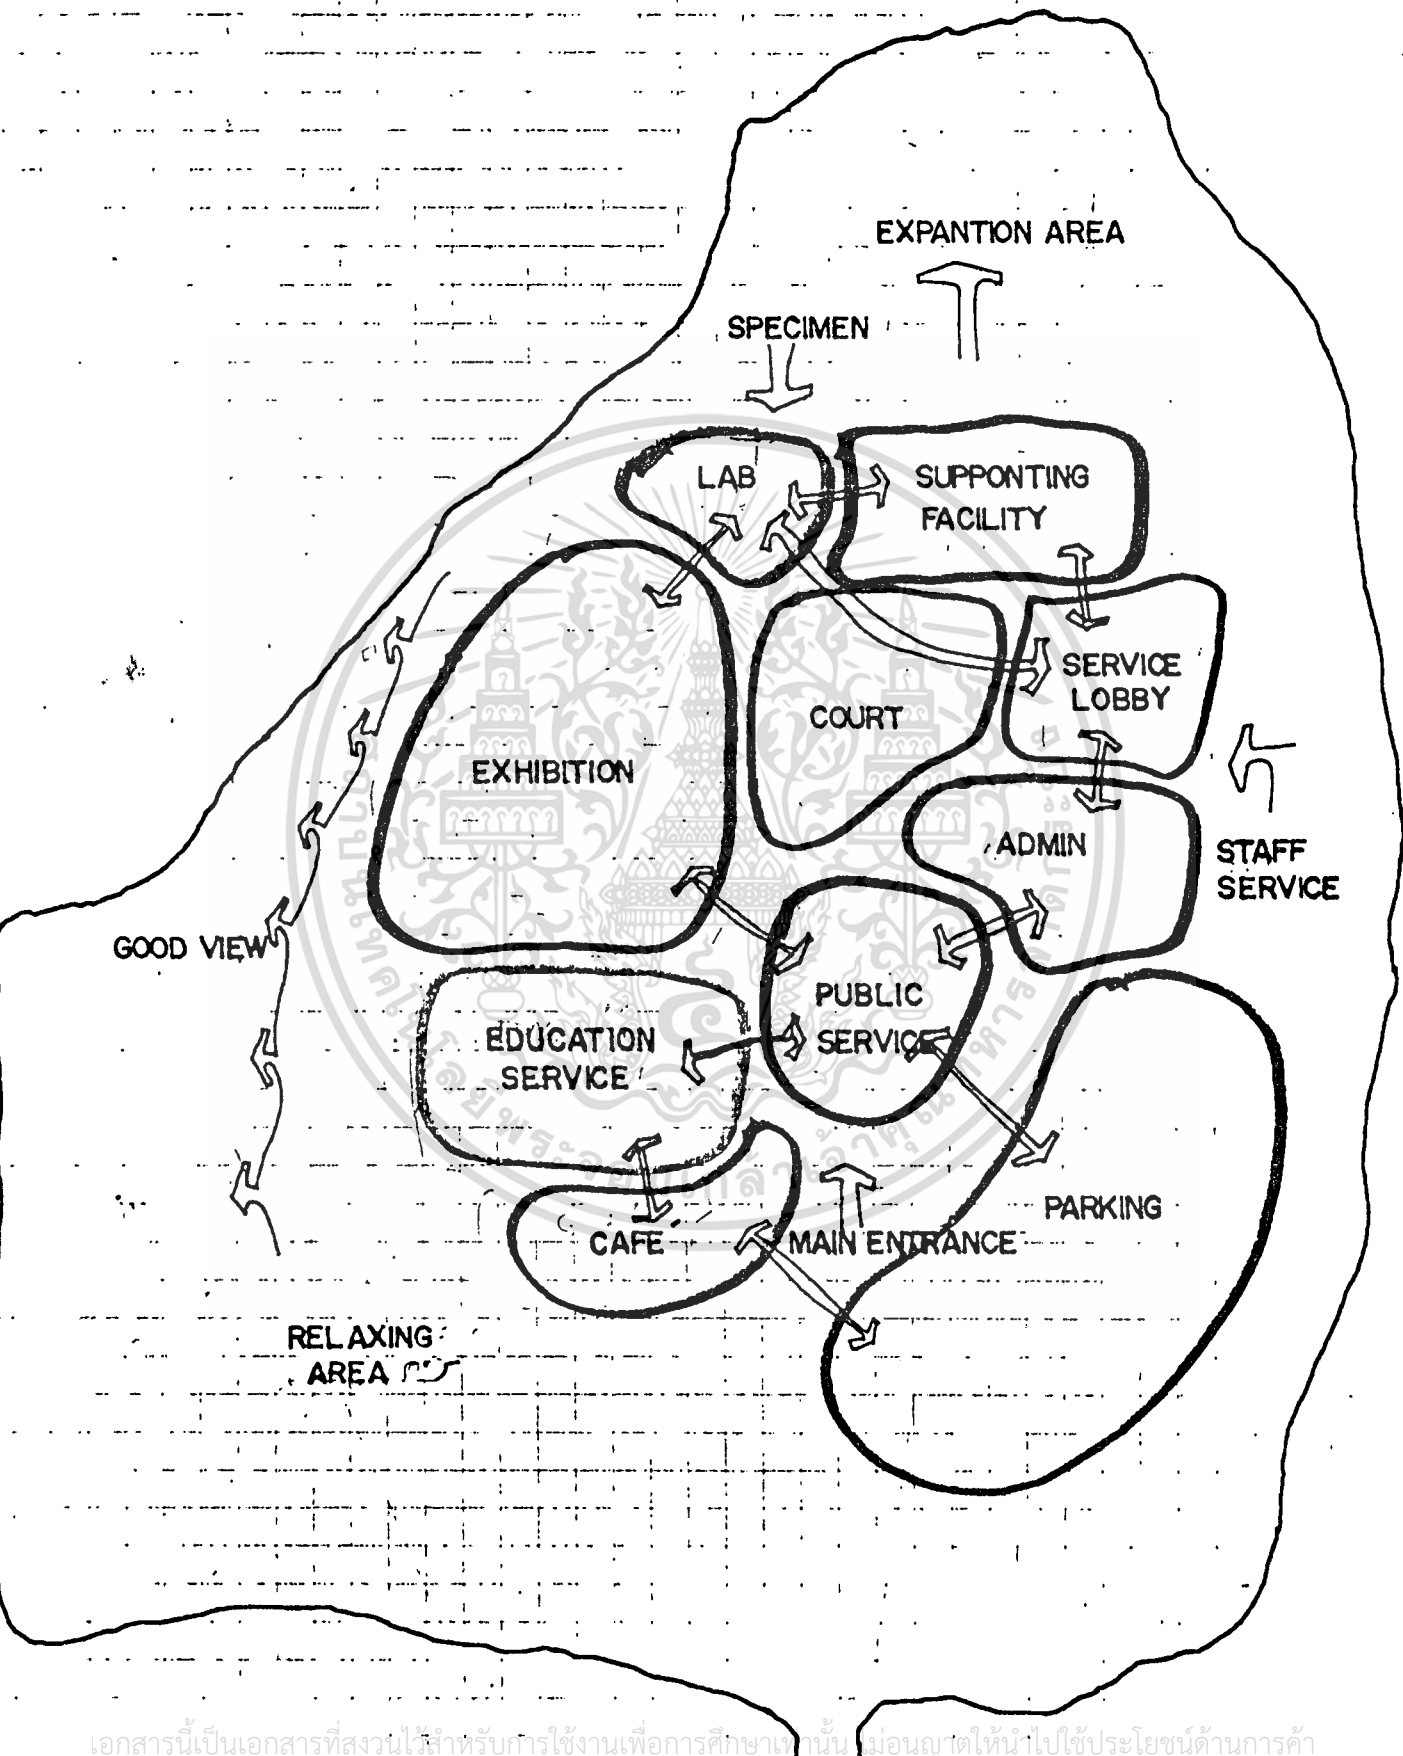 EXPANTION AREA
SPECIMEN
LAB
SUPPONTING
FACILITY
SERVICE
LOBBY
COURT
EXHIBITION
ADMIN
STAFF
SERVICE
GOOD VIEW
PUBLIC
SERVICE
EDUCATION
SERVICE
PARKING
CAFE
MAIN ENTRANCE
RELAXING
AREA
เอกสารนี้เป็นเอกสารที่สงวนไว้สำหรับการใช้งานเพื่อการศึกษาเท่านั้น ไม่อนุญาตให้นำไปใช้ประโยชน์ด้านการค้า